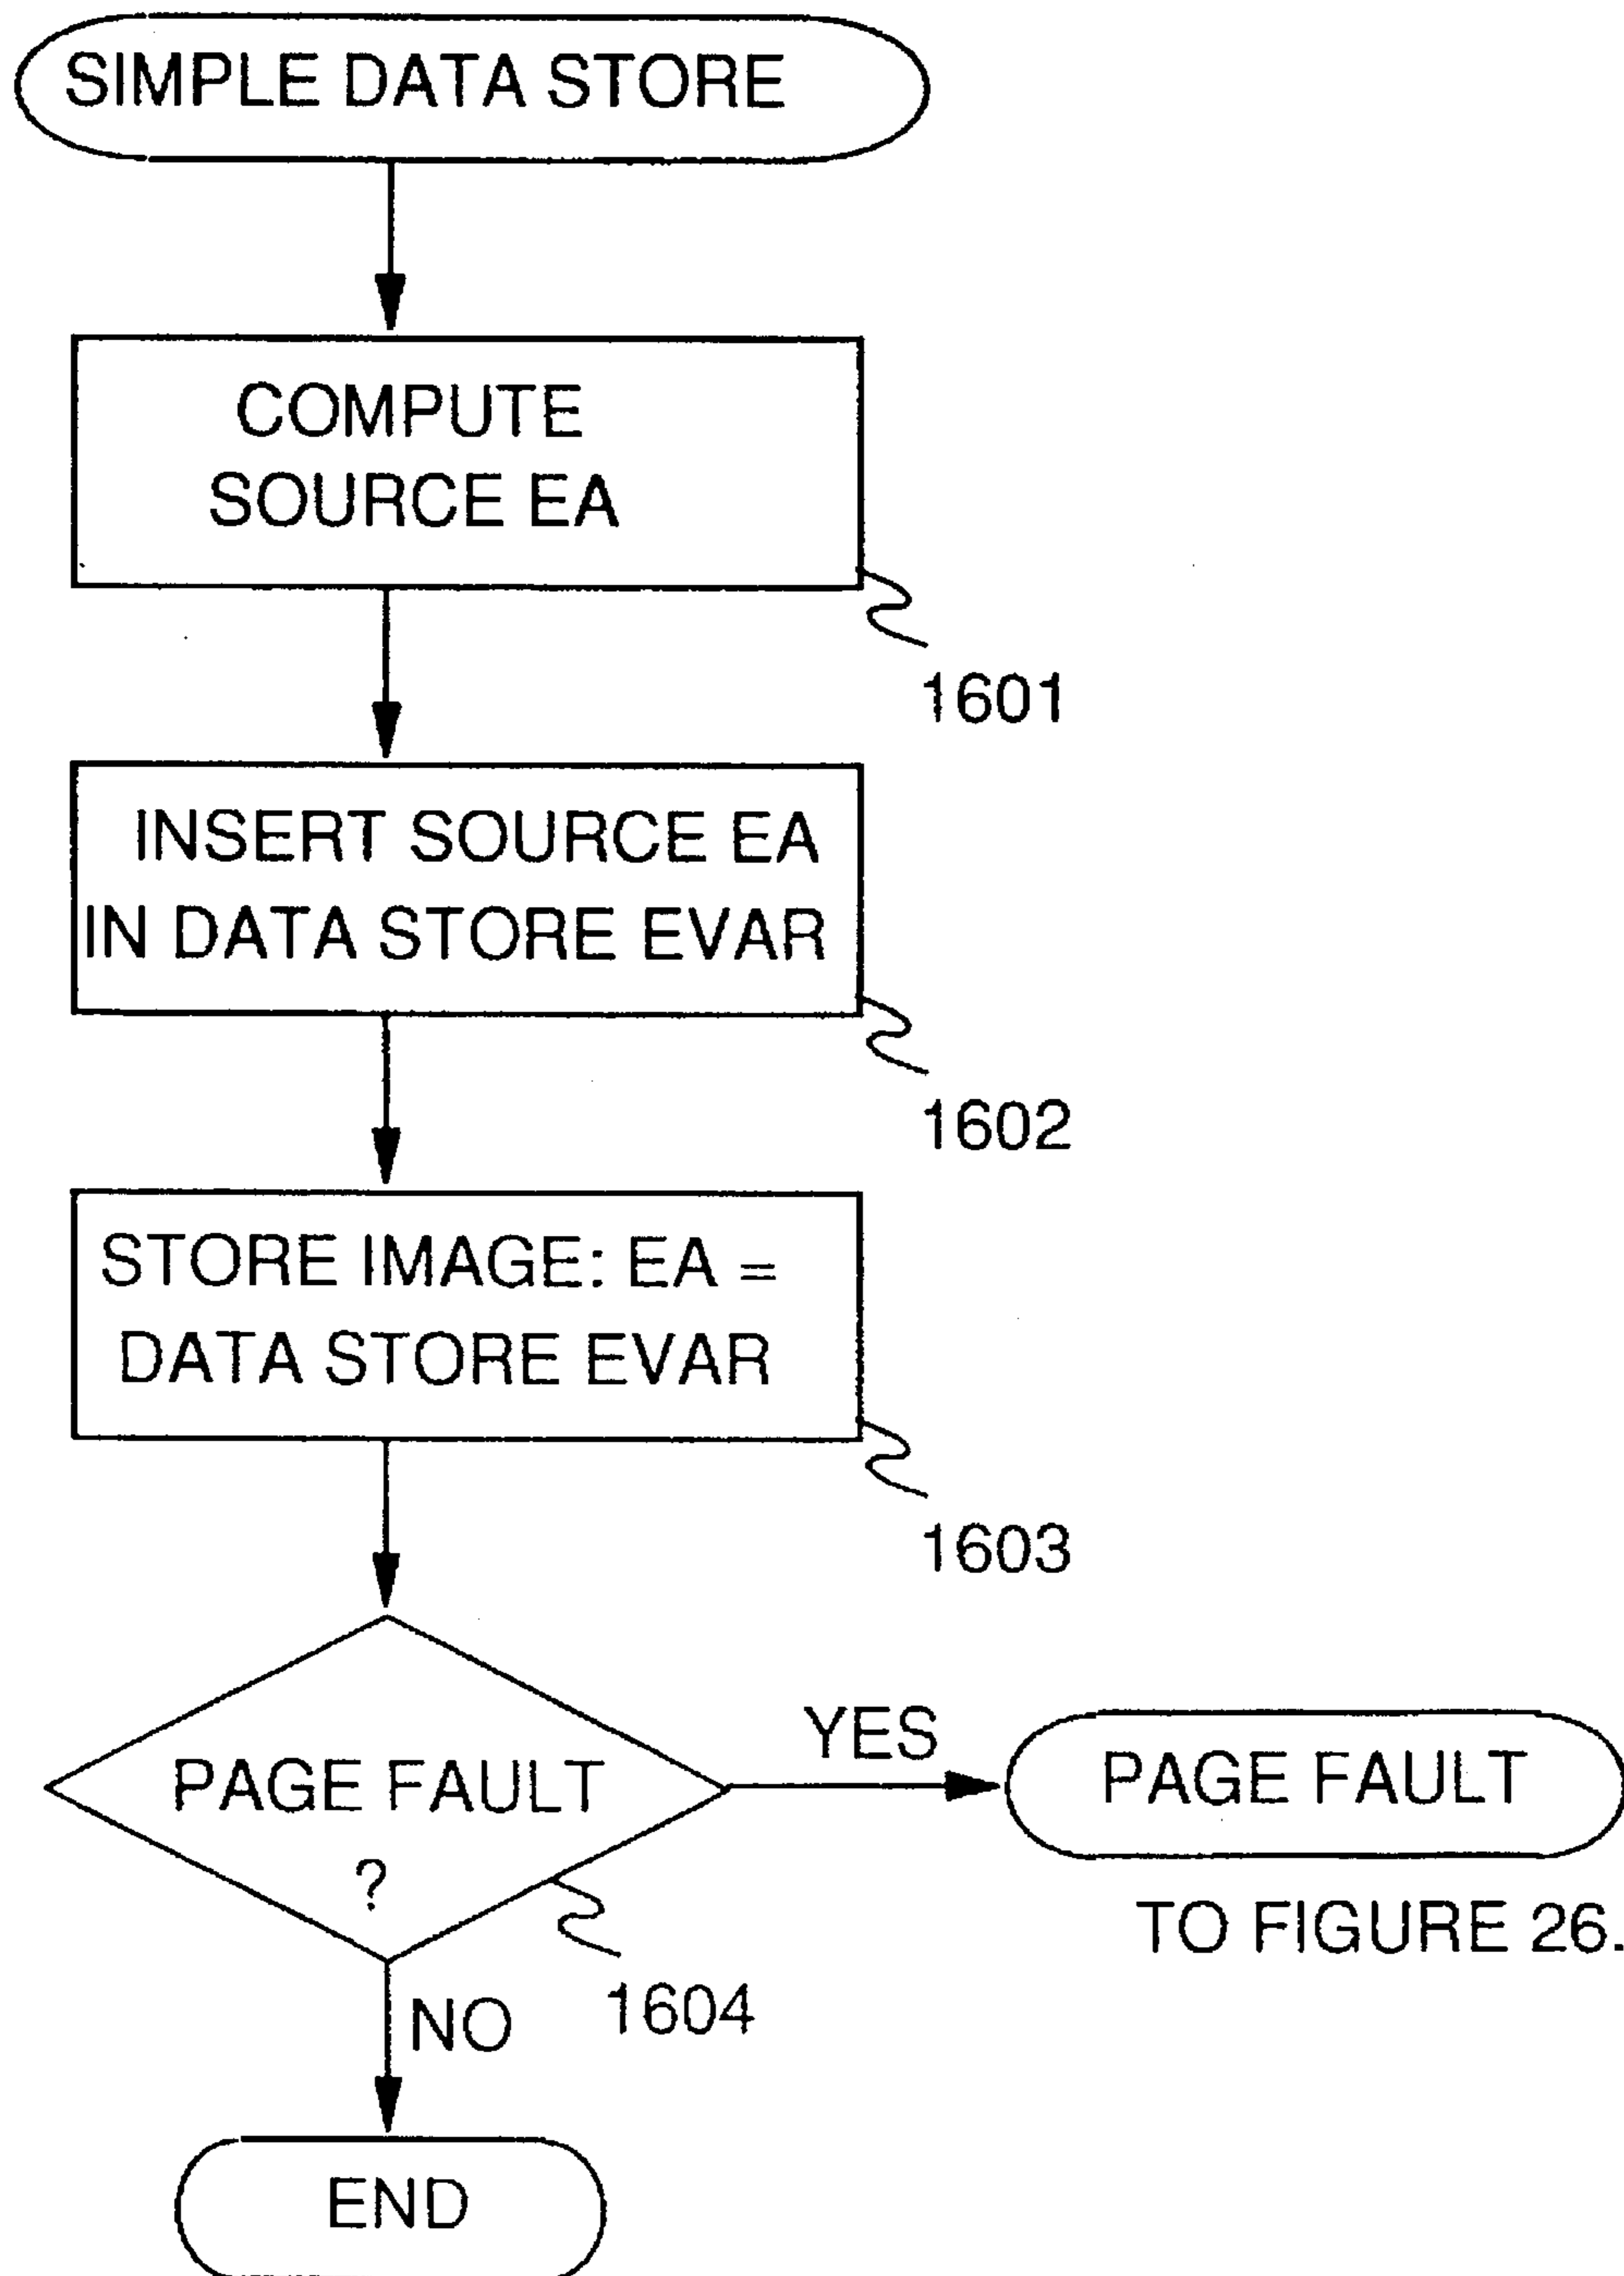 SIMPLE DATA STORE
COMPUTE
SOURCE EA
1601
INSERT SOURCE EA
IN DATA STORE EVAR
1602
STORE IMAGE: EA =
DATA STORE EVAR
1603
PAGE FAULT
?
YES
PAGE FAULT
TO FIGURE 26.
1604
NO
END